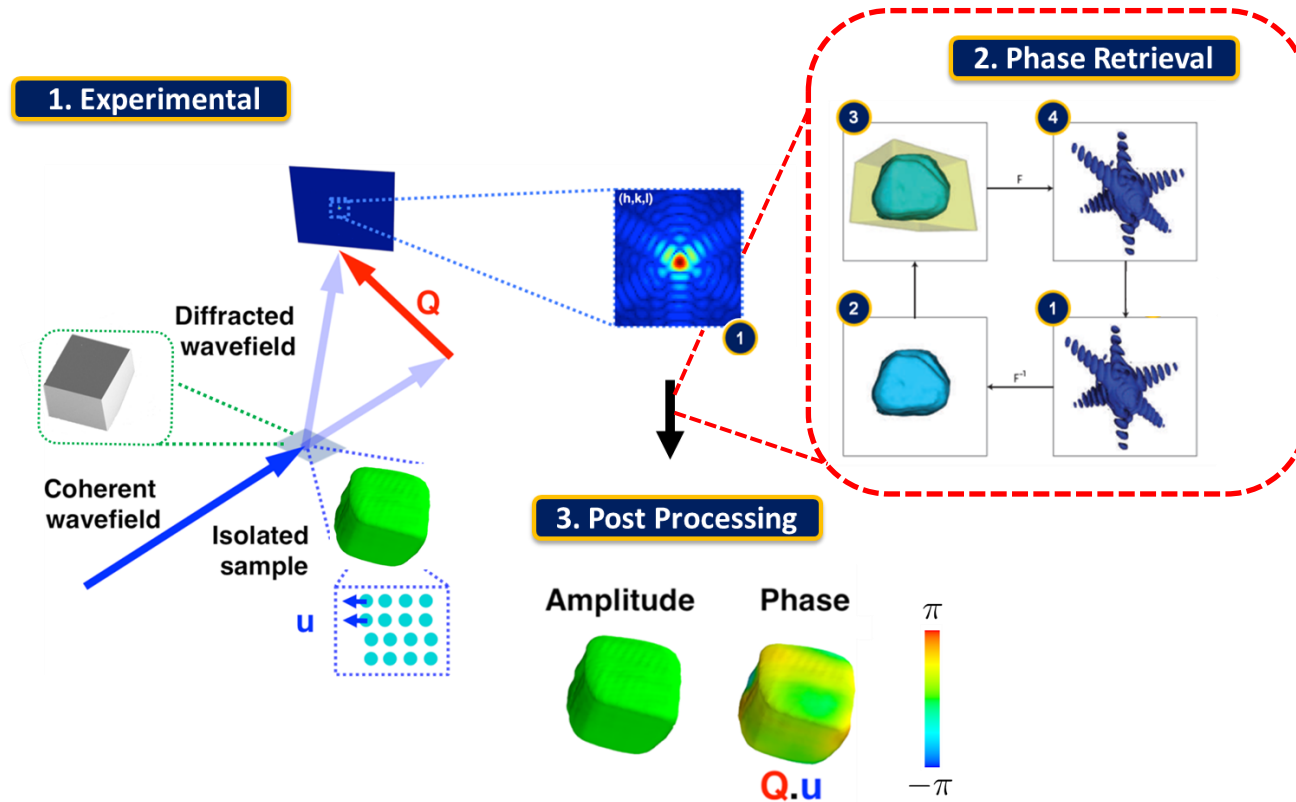 1. Experimental
2. Phase Retrieval
3
4
F
2
1
F⁻¹
(h,k,l)
1
Q
Diffracted
wavefield
Coherent
wavefield
Isolated
sample
u
3. Post Processing
Amplitude
Phase
π
−π
Q.u